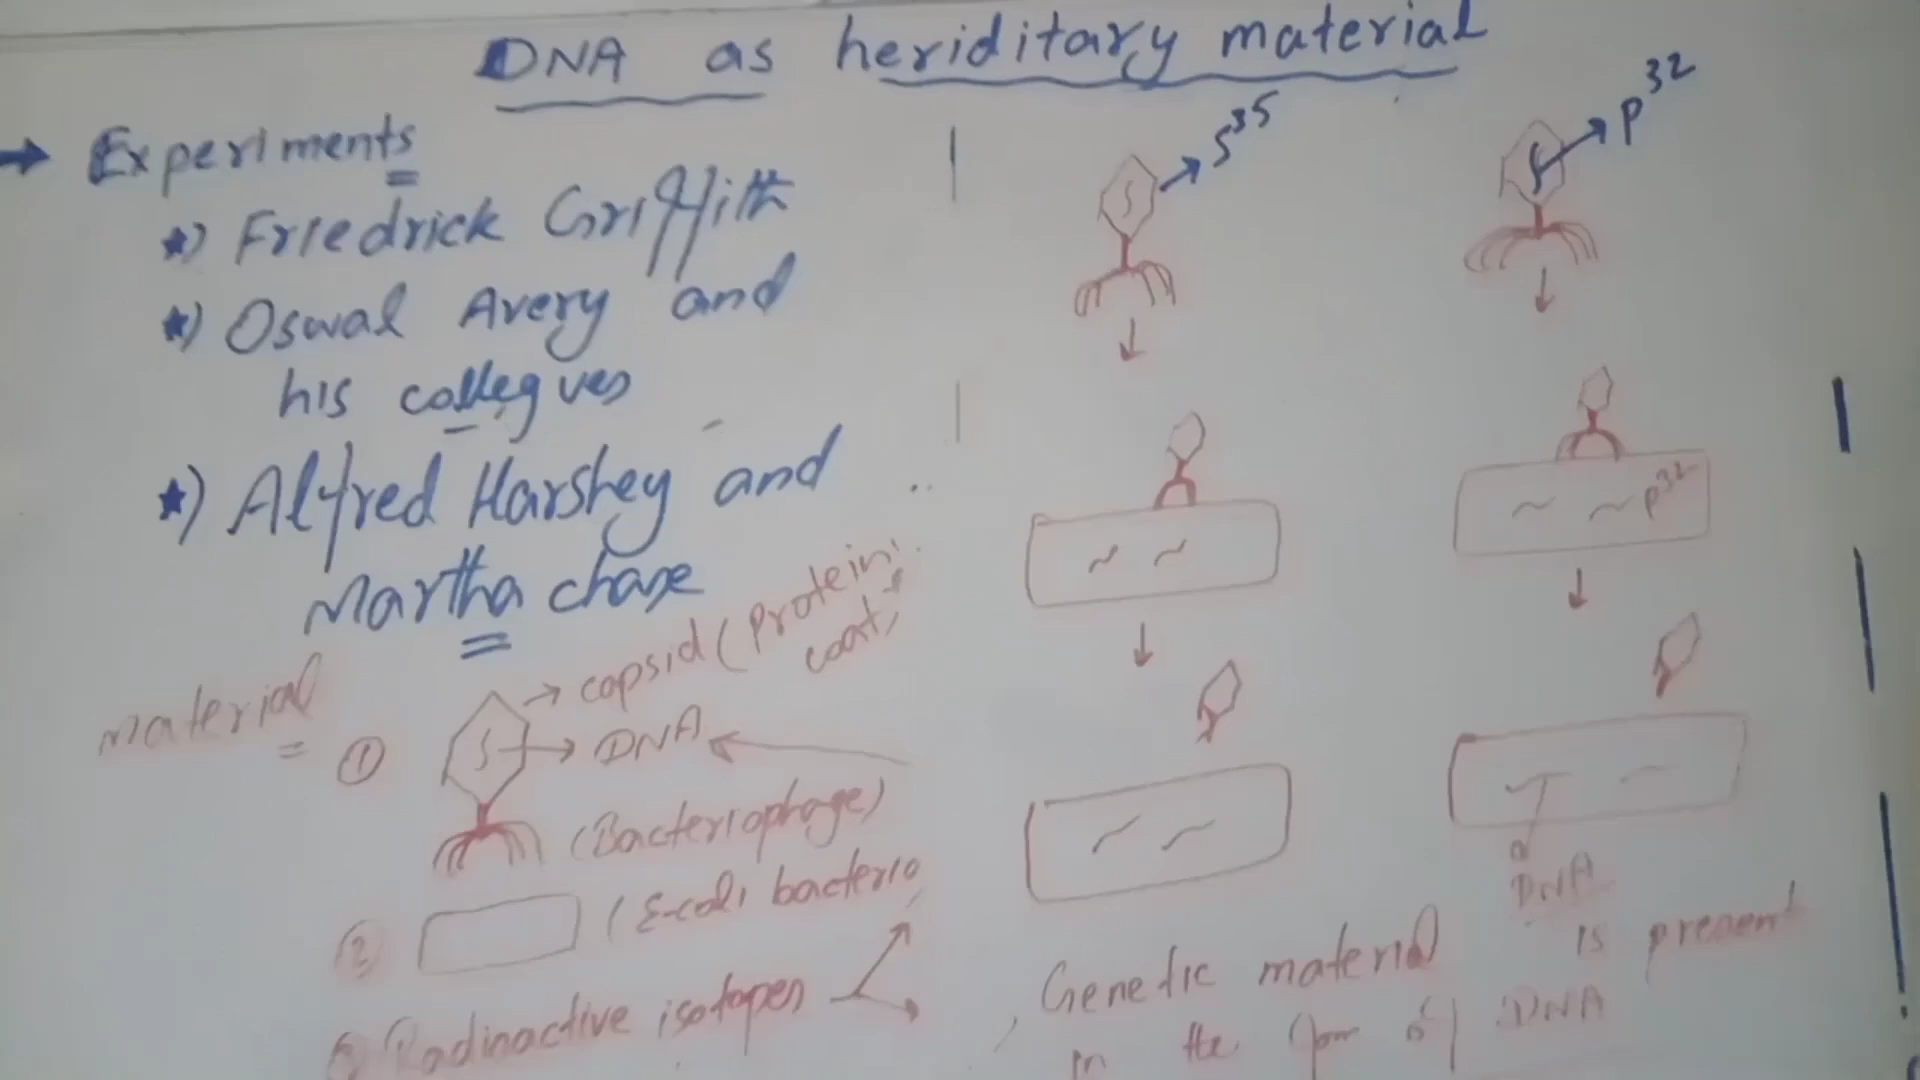 DNA as heriditary material
→ Experiments
*) Friedrick Griffith
*) Oswal Avery and
his collegues
*) Alfred Harshey and
Martha chase
material
① → capsid (protein
coat)
→ DNA
(Bacteriophage)
② (E-coli bacteria
Radioactive isotopes
S35
P32
P32
DNA
Genetic material is present
in the form of DNA